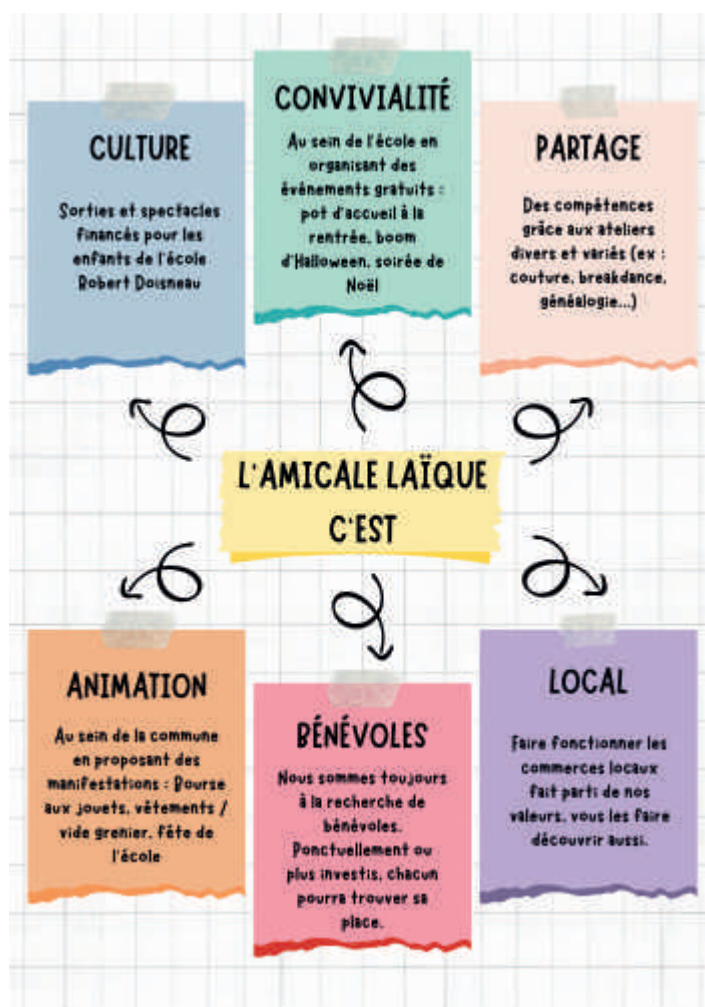 CULTURE
Sorties et spectacles
financés pour les
enfants de l'école
Robert Doisneau
CONVIVIALITÉ
Au sein de l'école en
organisant des
événements gratuits :
pot d'accueil à la
rentrée, boom
d'Halloween, soirée de
Noël
PARTAGE
Des compétences
grâce aux ateliers
divers et variés (ex :
couture, breakdance,
généalogie...)
L'AMICALE LAÏQUE
C'EST
ANIMATION
Au sein de la commune
en proposant des
manifestations : Bourse
aux jouets, vêtements /
vide grenier, fête de
l'école
BÉNÉVOLES
Nous sommes toujours
à la recherche de
bénévoles.
Ponctuellement ou
plus investis, chacun
pourra trouver sa
place.
LOCAL
Faire fonctionner les
commerces locaux
fait parti de nos
valeurs, vous les faire
découvrir aussi.